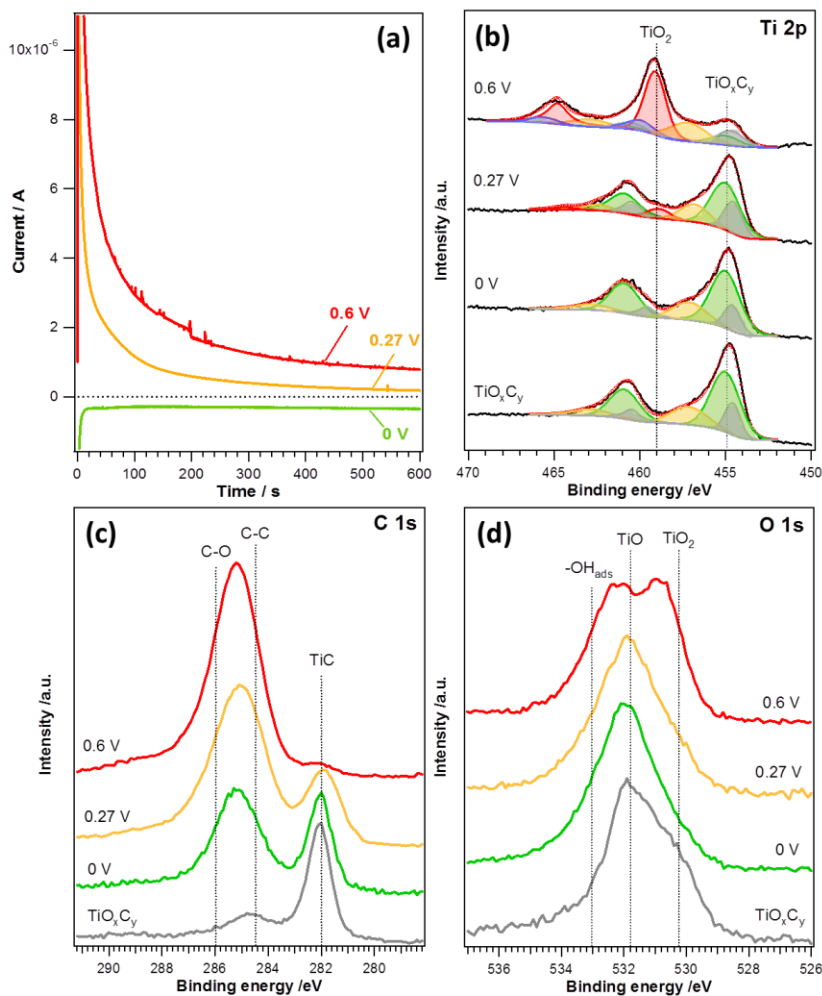 (a)
10x10⁻⁶
8
6
4
2
0
Current / A
0.6 V
0.27 V
0 V
0 100 200 300 400 500 600
Time / s
(b)
Ti 2p
TiO₂
TiOₓCᵧ
0.6 V
0.27 V
0 V
TiOₓCᵧ
Intensity /a.u.
470 465 460 455 450
Binding energy /eV
(c)
C 1s
C-O
C-C
TiC
0.6 V
0.27 V
0 V
TiOₓCᵧ
Intensity /a.u.
290 288 286 284 282 280
Binding energy /eV
(d)
O 1s
-OHads
TiO
TiO₂
0.6 V
0.27 V
0 V
TiOₓCᵧ
Intensity /a.u.
536 534 532 530 528 526
Binding energy /eV